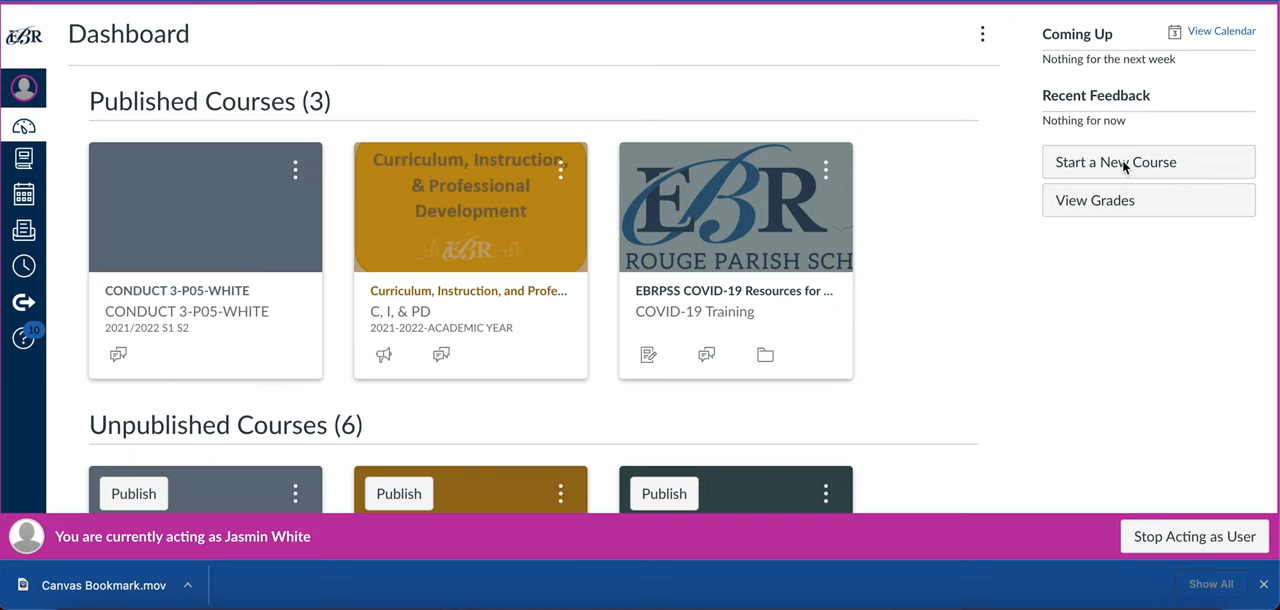 EBR
Dashboard
Coming Up
3
View Calendar
Nothing for the next week
Published Courses (3)
Recent Feedback
Nothing for now
Start a New Course
View Grades
Curriculum, Instruction,
& Professional
Development
EBR
EBR
ROUGE PARISH SCH
CONDUCT 3-P05-WHITE
CONDUCT 3-P05-WHITE
2021/2022 S1 S2
Curriculum, Instruction, and Profe...
C, I, & PD
2021-2022-ACADEMIC YEAR
EBRPSS COVID-19 Resources for ...
COVID-19 Training
10
Unpublished Courses (6)
Publish
Publish
Publish
You are currently acting as Jasmin White
Stop Acting as User
Canvas Bookmark.mov
Show All